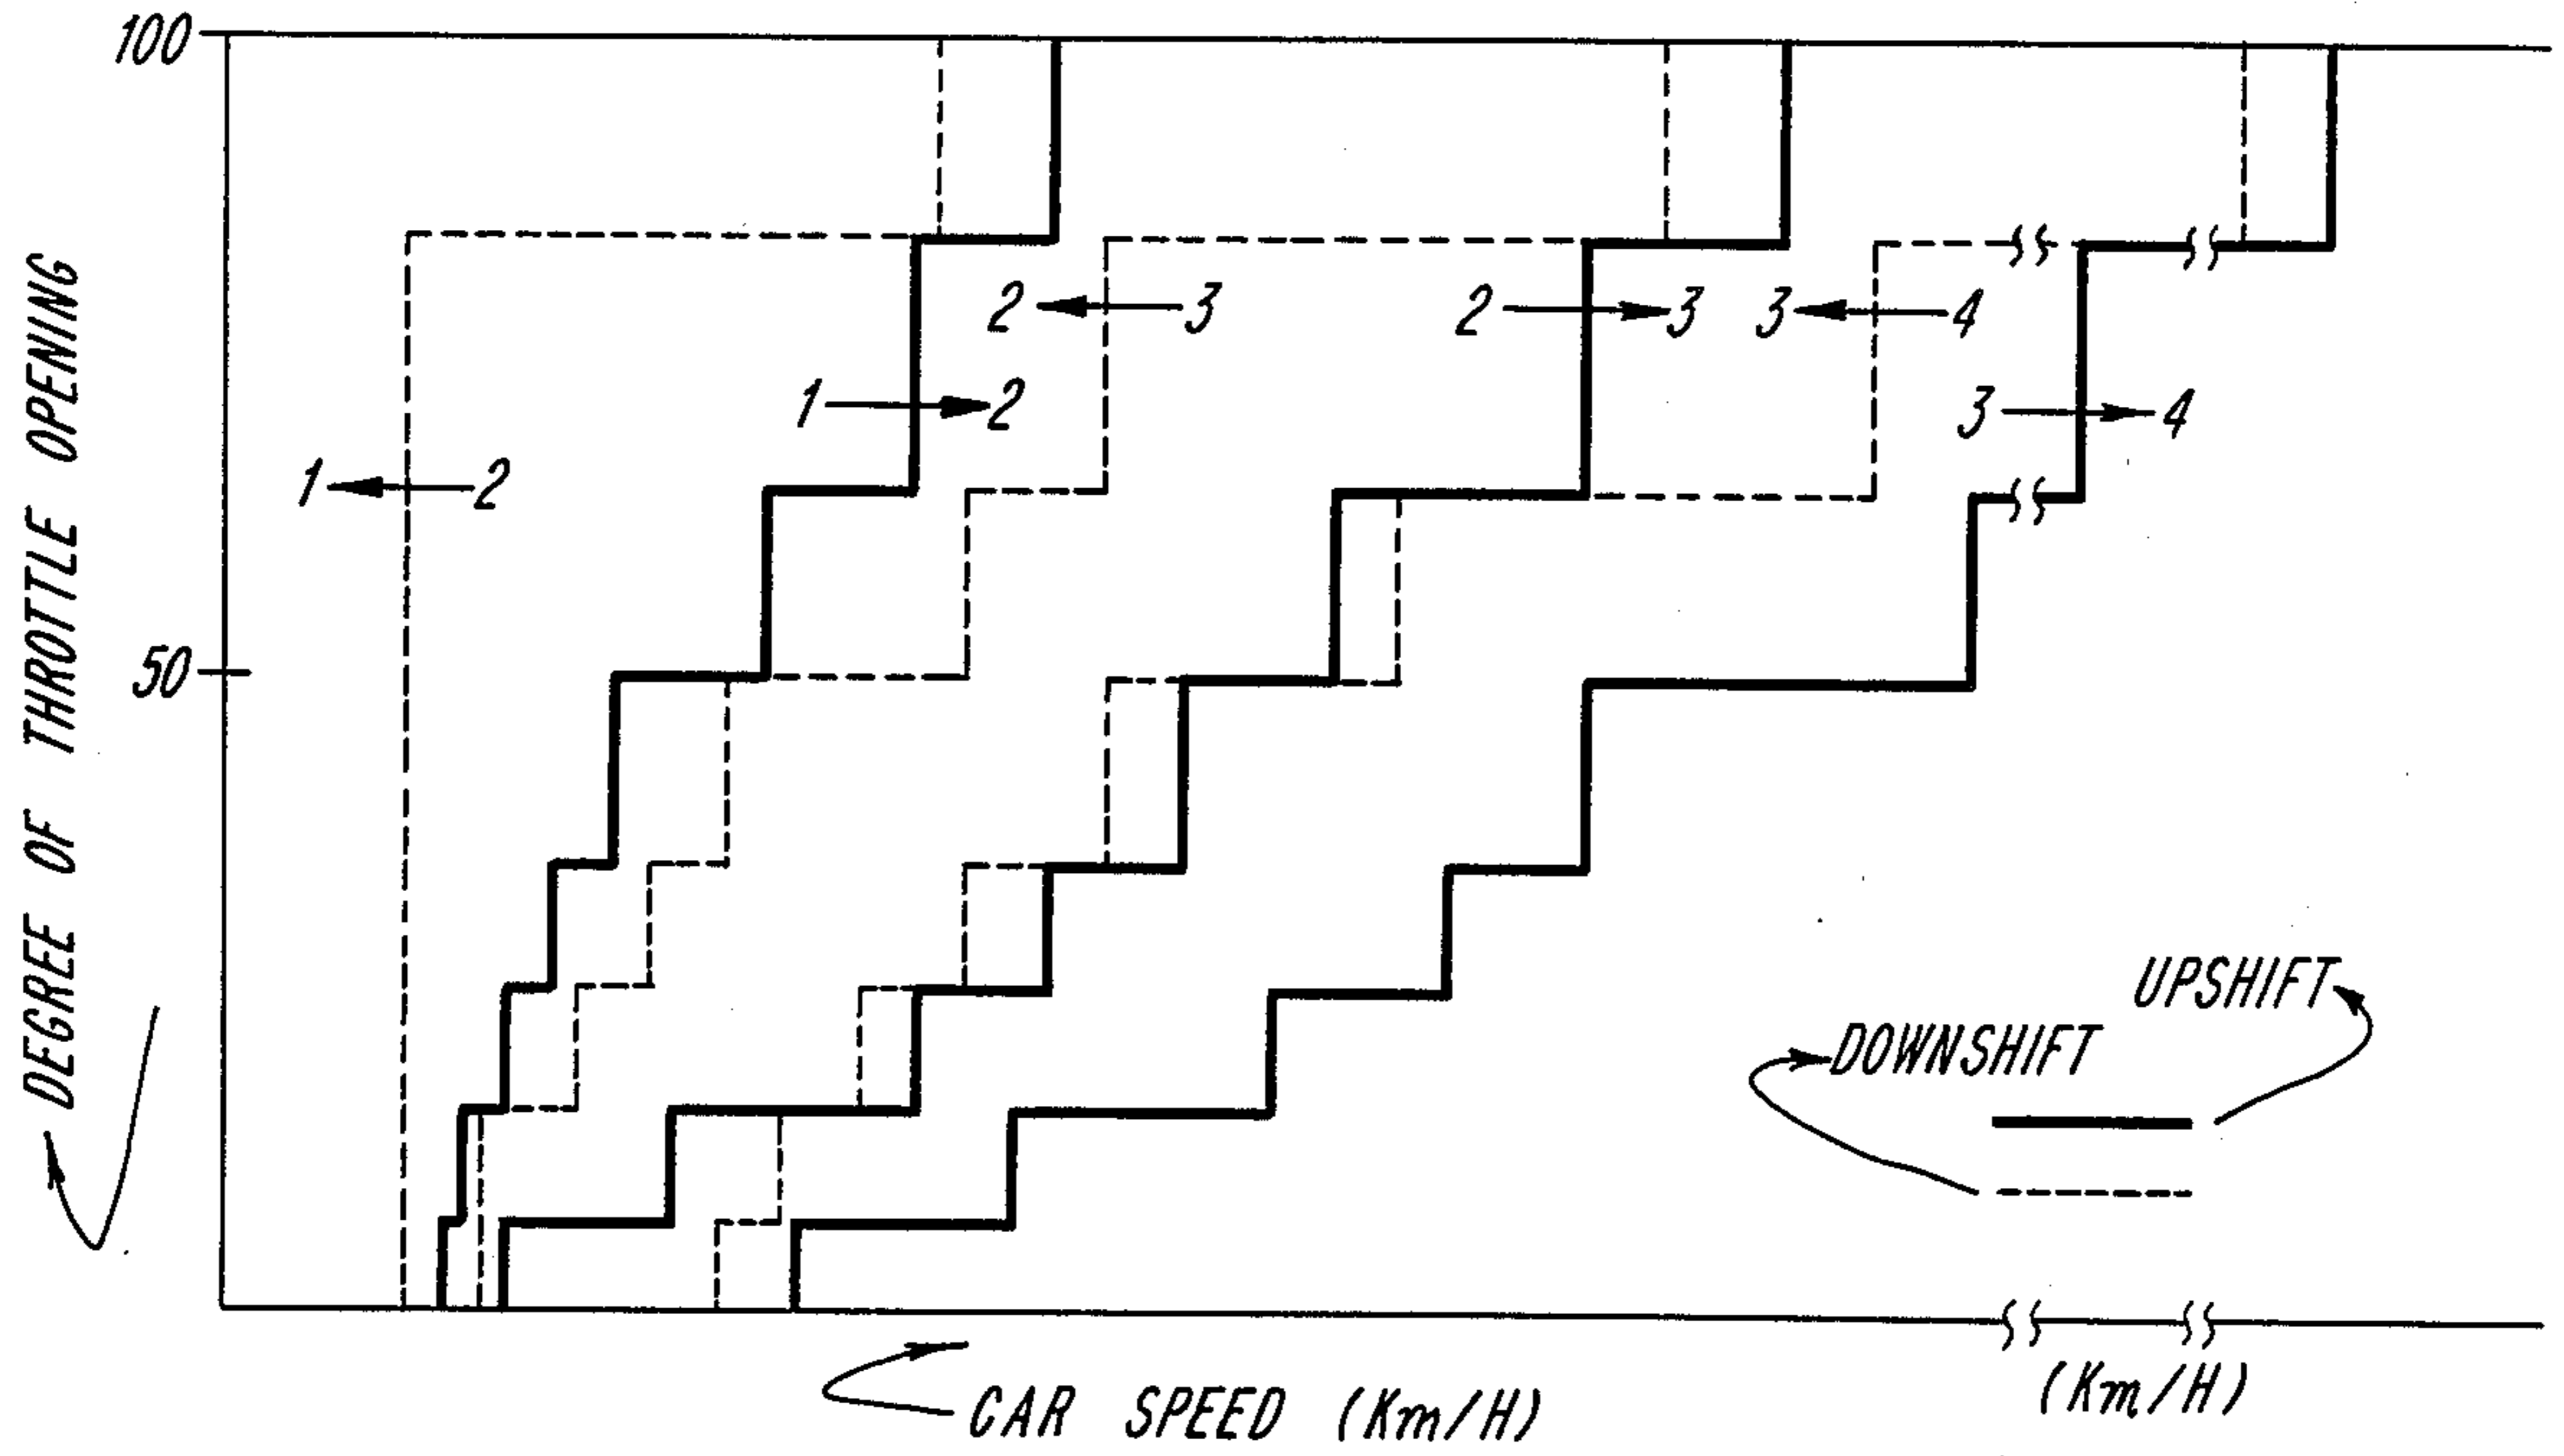 100
50
DEGREE OF THROTTLE OPENING
2 3
2 3
3 4
1 2
3 4
1 2
UPSHIFT
DOWNSHIFT
CAR SPEED (Km/H)
(Km/H)